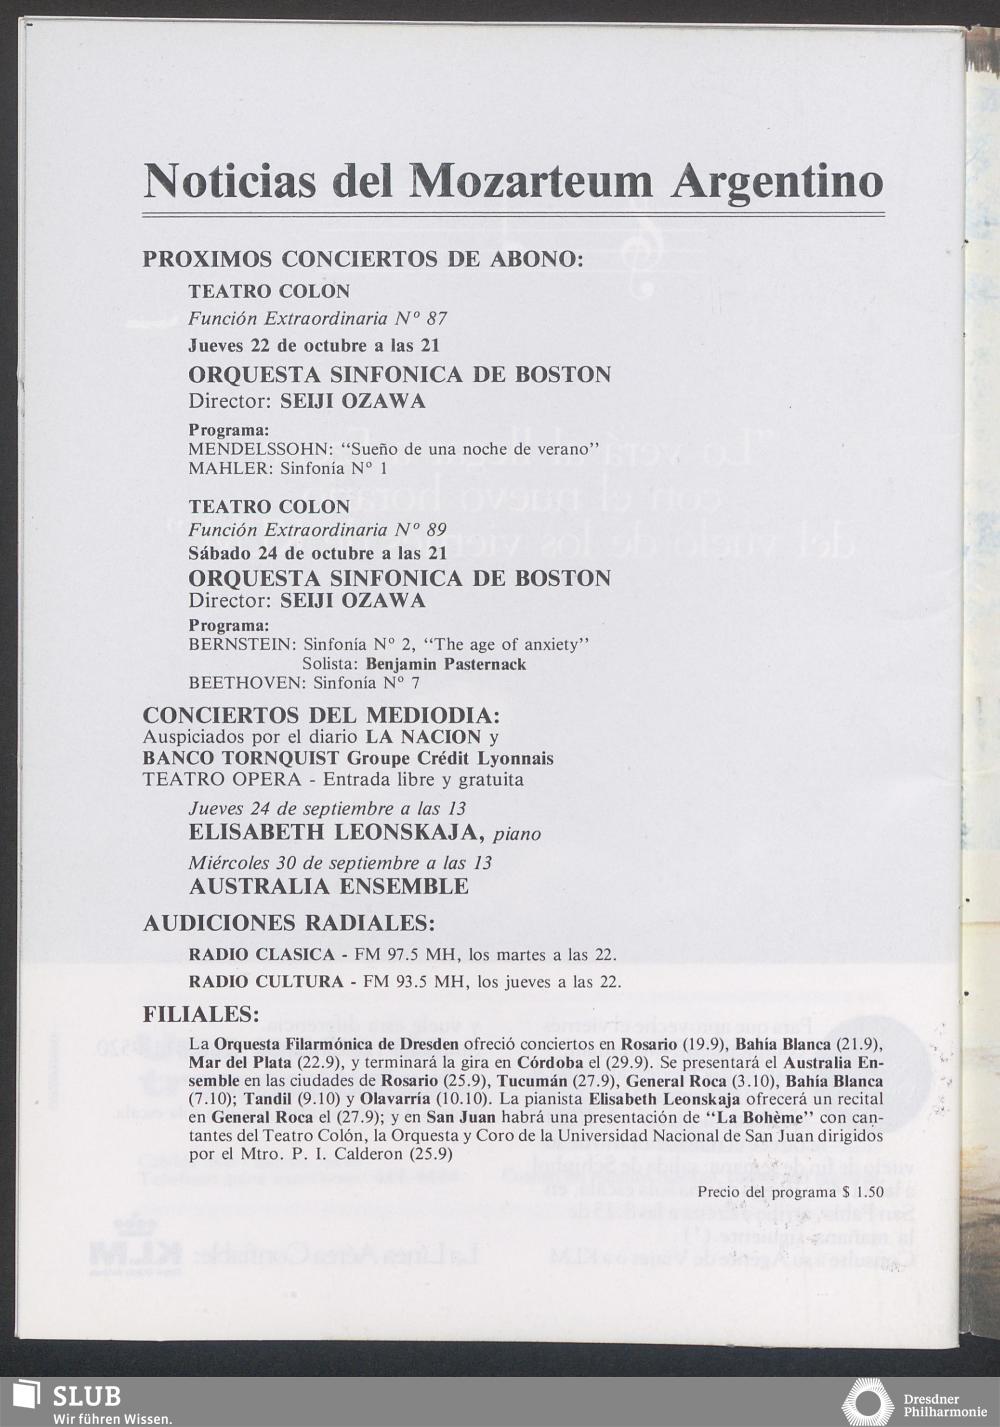 Noticias del Mozarteum Argentino
PROXIMOS CONCIERTOS DE ABONO:
TEATRO COLON
Función Extraordinaria Nº 87
Jueves 22 de octubre a las 21
ORQUESTA SINFONICA DE BOSTON
Director: SEIJI OZAWA
Programa:
MENDELSSOHN: “Sueño de una noche de verano”
MAHLER: Sinfonía Nº 1
TEATRO COLON
Función Extraordinaria Nº 89
Sábado 24 de octubre a las 21
ORQUESTA SINFONICA DE BOSTON
Director: SEIJI OZAWA
Programa:
BERNSTEIN: Sinfonía Nº 2, “The age of anxiety”
Solista: Benjamin Pasternack
BEETHOVEN: Sinfonía Nº 7
CONCIERTOS DEL MEDIODIA:
Auspiciados por el diario LA NACION y
BANCO TORNQUIST Groupe Crédit Lyonnais
TEATRO OPERA - Entrada libre y gratuita
Jueves 24 de septiembre a las 13
ELISABETH LEONSKAJA, piano
Miércoles 30 de septiembre a las 13
AUSTRALIA ENSEMBLE
AUDICIONES RADIALES:
RADIO CLASICA - FM 97.5 MH, los martes a las 22.
RADIO CULTURA - FM 93.5 MH, los jueves a las 22.
FILIALES:
La Orquesta Filarmónica de Dresden ofreció conciertos en Rosario (19.9), Bahía Blanca (21.9),
Mar del Plata (22.9), y terminará la gira en Córdoba el (29.9). Se presentará el Australia En-
semble en las ciudades de Rosario (25.9), Tucumán (27.9), General Roca (3.10), Bahía Blanca
(7.10); Tandil (9.10) y Olavarría (10.10). La pianista Elisabeth Leonskaja ofrecerá un recital
en General Roca el (27.9); y en San Juan habrá una presentación de “La Bohème” con can-
tantes del Teatro Colón, la Orquesta y Coro de la Universidad Nacional de San Juan dirigidos
por el Mtro. P. I. Calderon (25.9)
Precio del programa $ 1.50
SLUB
Wir führen Wissen.
Dresdner
Philharmonie